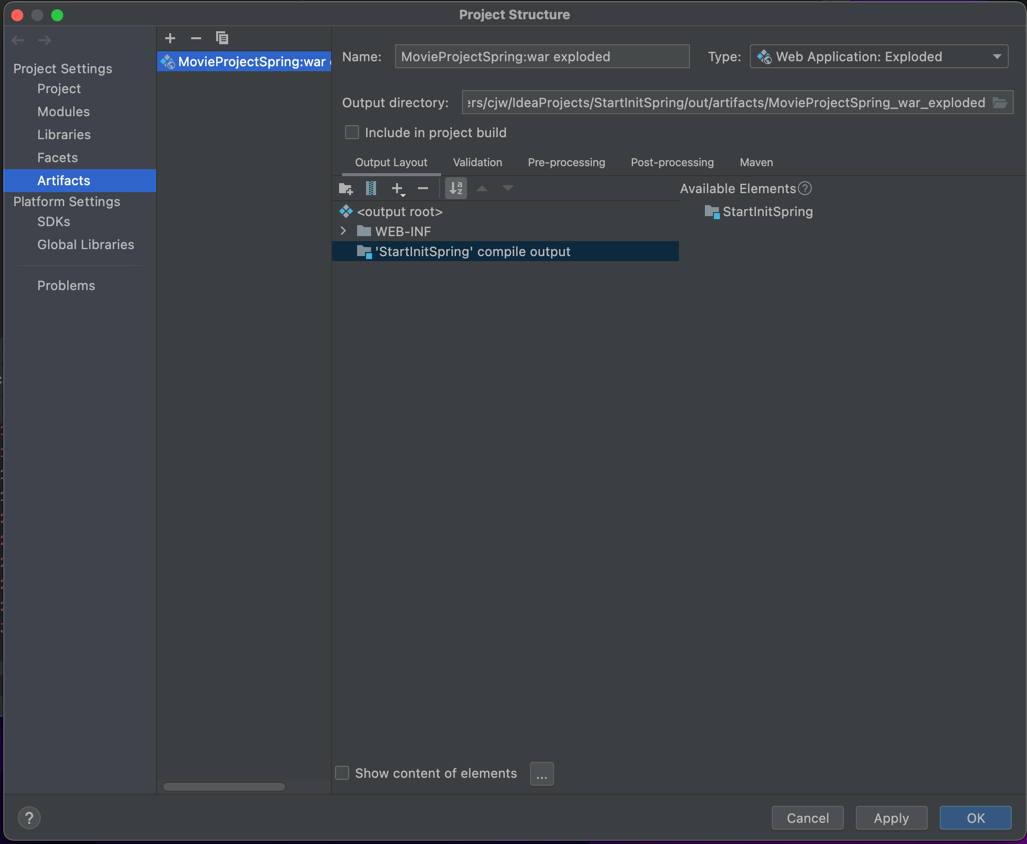 Project Structure
Project Settings
Project
Modules
Libraries
Facets
Artifacts
Platform Settings
SDKs
Global Libraries
Problems
MovieProjectSpring:war
Name: MovieProjectSpring:war exploded Type: Web Application: Exploded
Output directory: ers/cjw/IdeaProjects/StartInitSpring/out/artifacts/MovieProjectSpring_war_exploded
Include in project build
Output Layout Validation Pre-processing Post-processing Maven
Available Elements ?
<output root> StartInitSpring
WEB-INF
'StartInitSpring' compile output
Show content of elements ...
? Cancel Apply OK